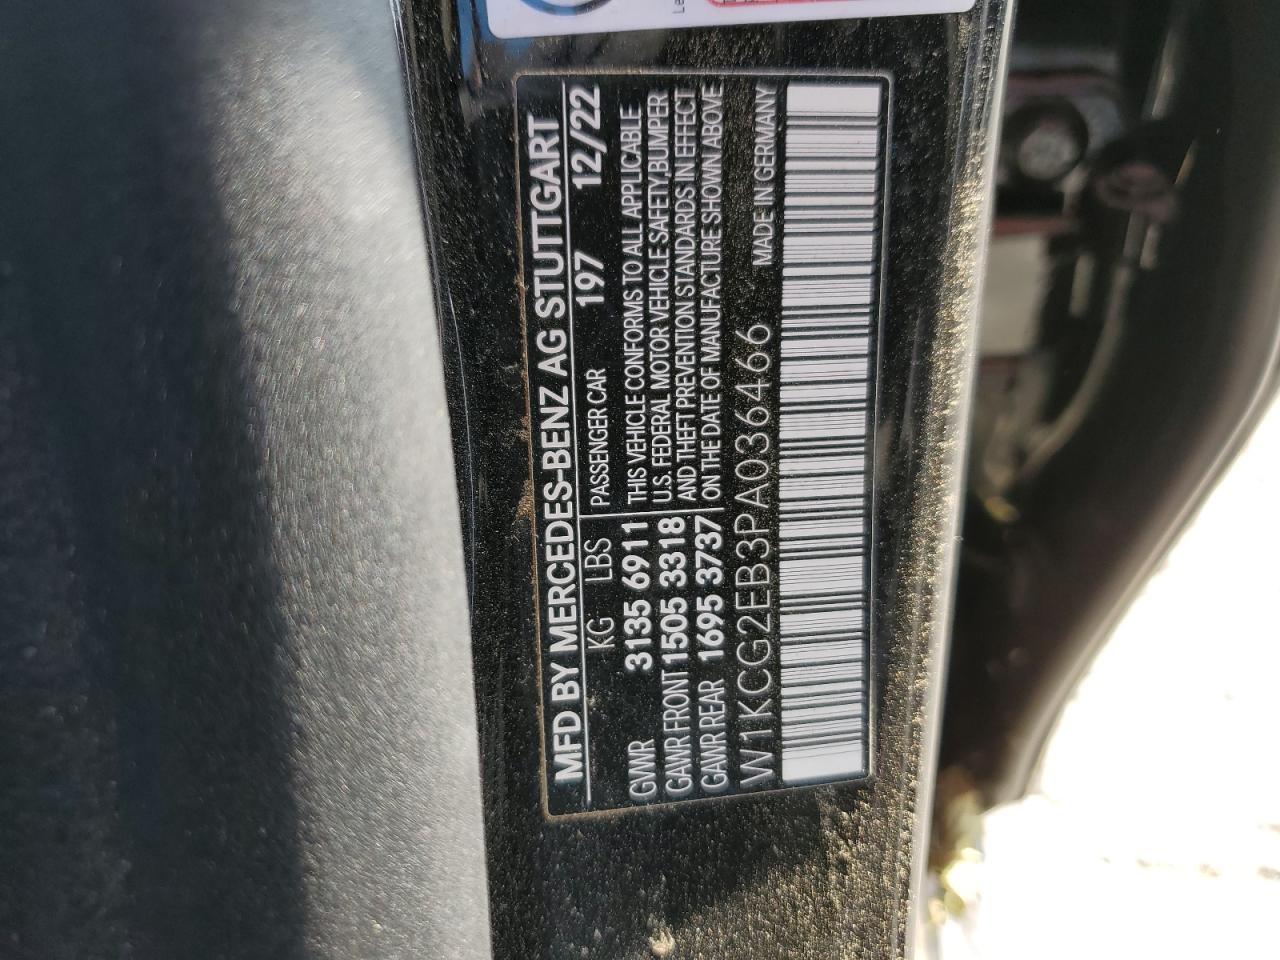 MFD BY MERCEDES-BENZ AG STUTTGART
KG LBS PASSENGER CAR 197 12/22
GVWR 3135 6911 THIS VEHICLE CONFORMS TO ALL APPLICABLE
GAWR FRONT 1505 3318 U.S. FEDERAL MOTOR VEHICLE SAFETY,BUMPER
GAWR REAR 1695 3737 AND THEFT PREVENTION STANDARDS IN EFFECT
ON THE DATE OF MANUFACTURE SHOWN ABOVE
W1KCG2EB3PA036466 MADE IN GERMANY